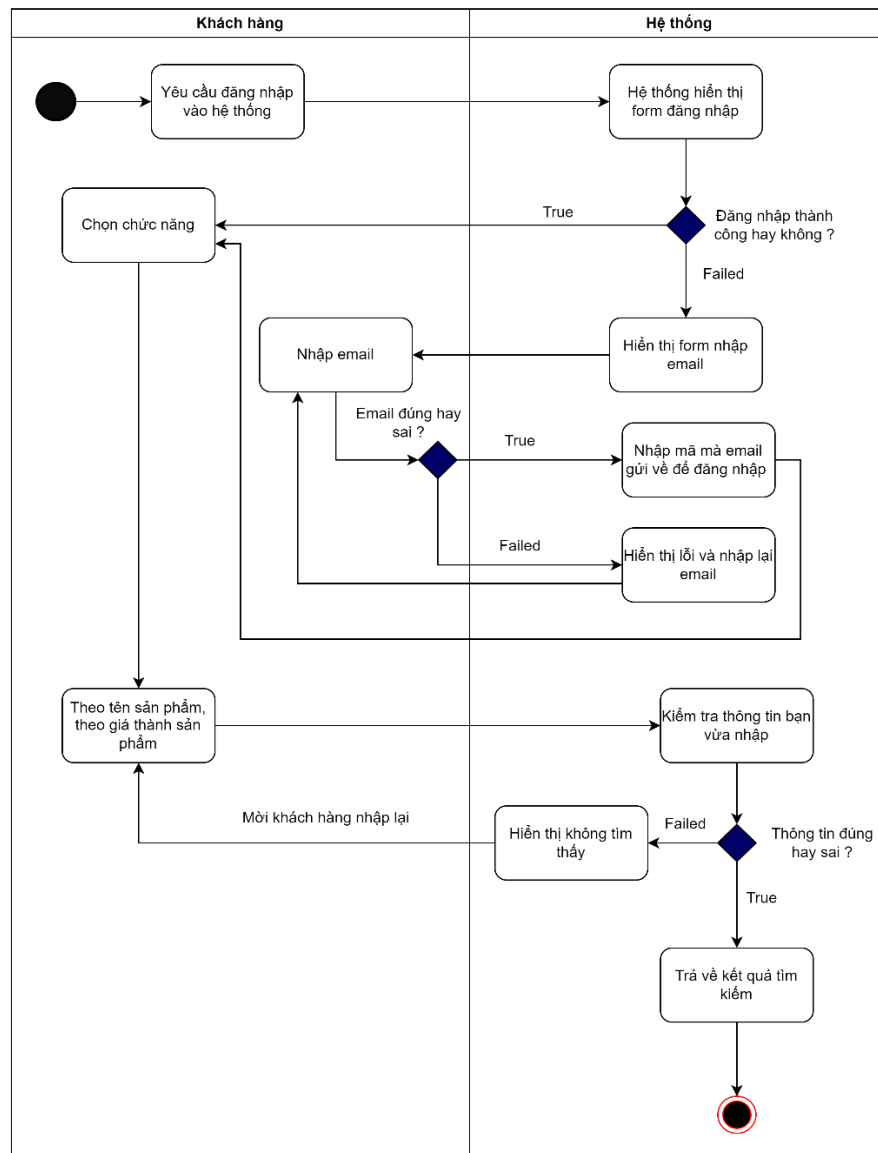 Khách hàng
Hệ thống
Yêu cầu đăng nhập
vào hệ thống
Hệ thống hiển thị
form đăng nhập
Chọn chức năng
True
Đăng nhập thành
công hay không ?
Failed
Nhập email
Hiển thị form nhập
email
Email đúng hay
sai ?
True
Nhập mã mà email
gửi về để đăng nhập
Failed
Hiển thị lỗi và nhập lại
email
Theo tên sản phẩm,
theo giá thành sản
phẩm
Kiểm tra thông tin bạn
vừa nhập
Mời khách hàng nhập lại
Hiển thị không tìm
thấy
Failed
Thông tin đúng
hay sai ?
True
Trả về kết quả tìm
kiếm